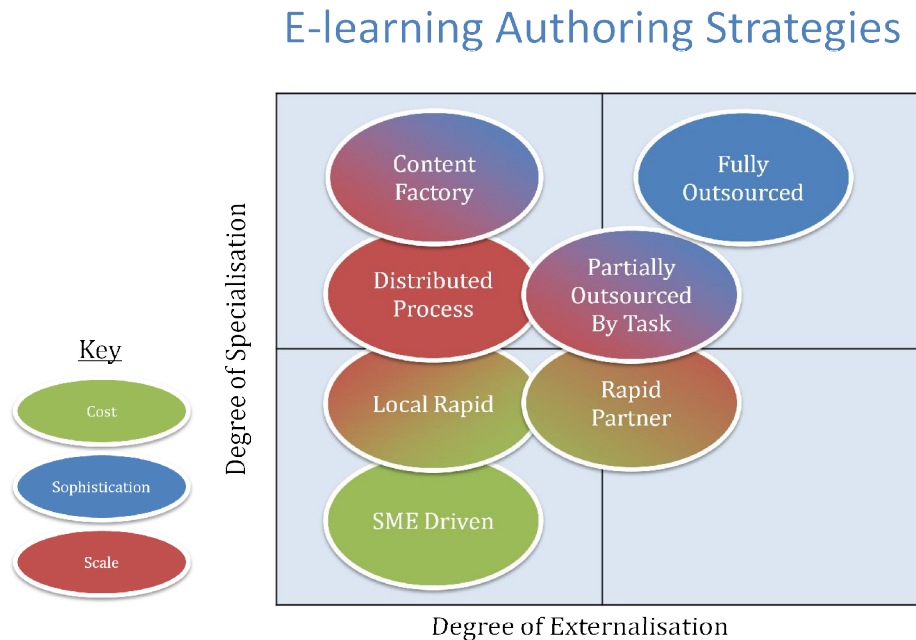 E-learning Authoring Strategies
Content
Factory
Fully
Outsourced
Distributed
Process
Partially
Outsourced
By Task
Local Rapid
Rapid
Partner
SME Driven
Degree of Specialisation
Degree of Externalisation
Key
Cost
Sophistication
Scale